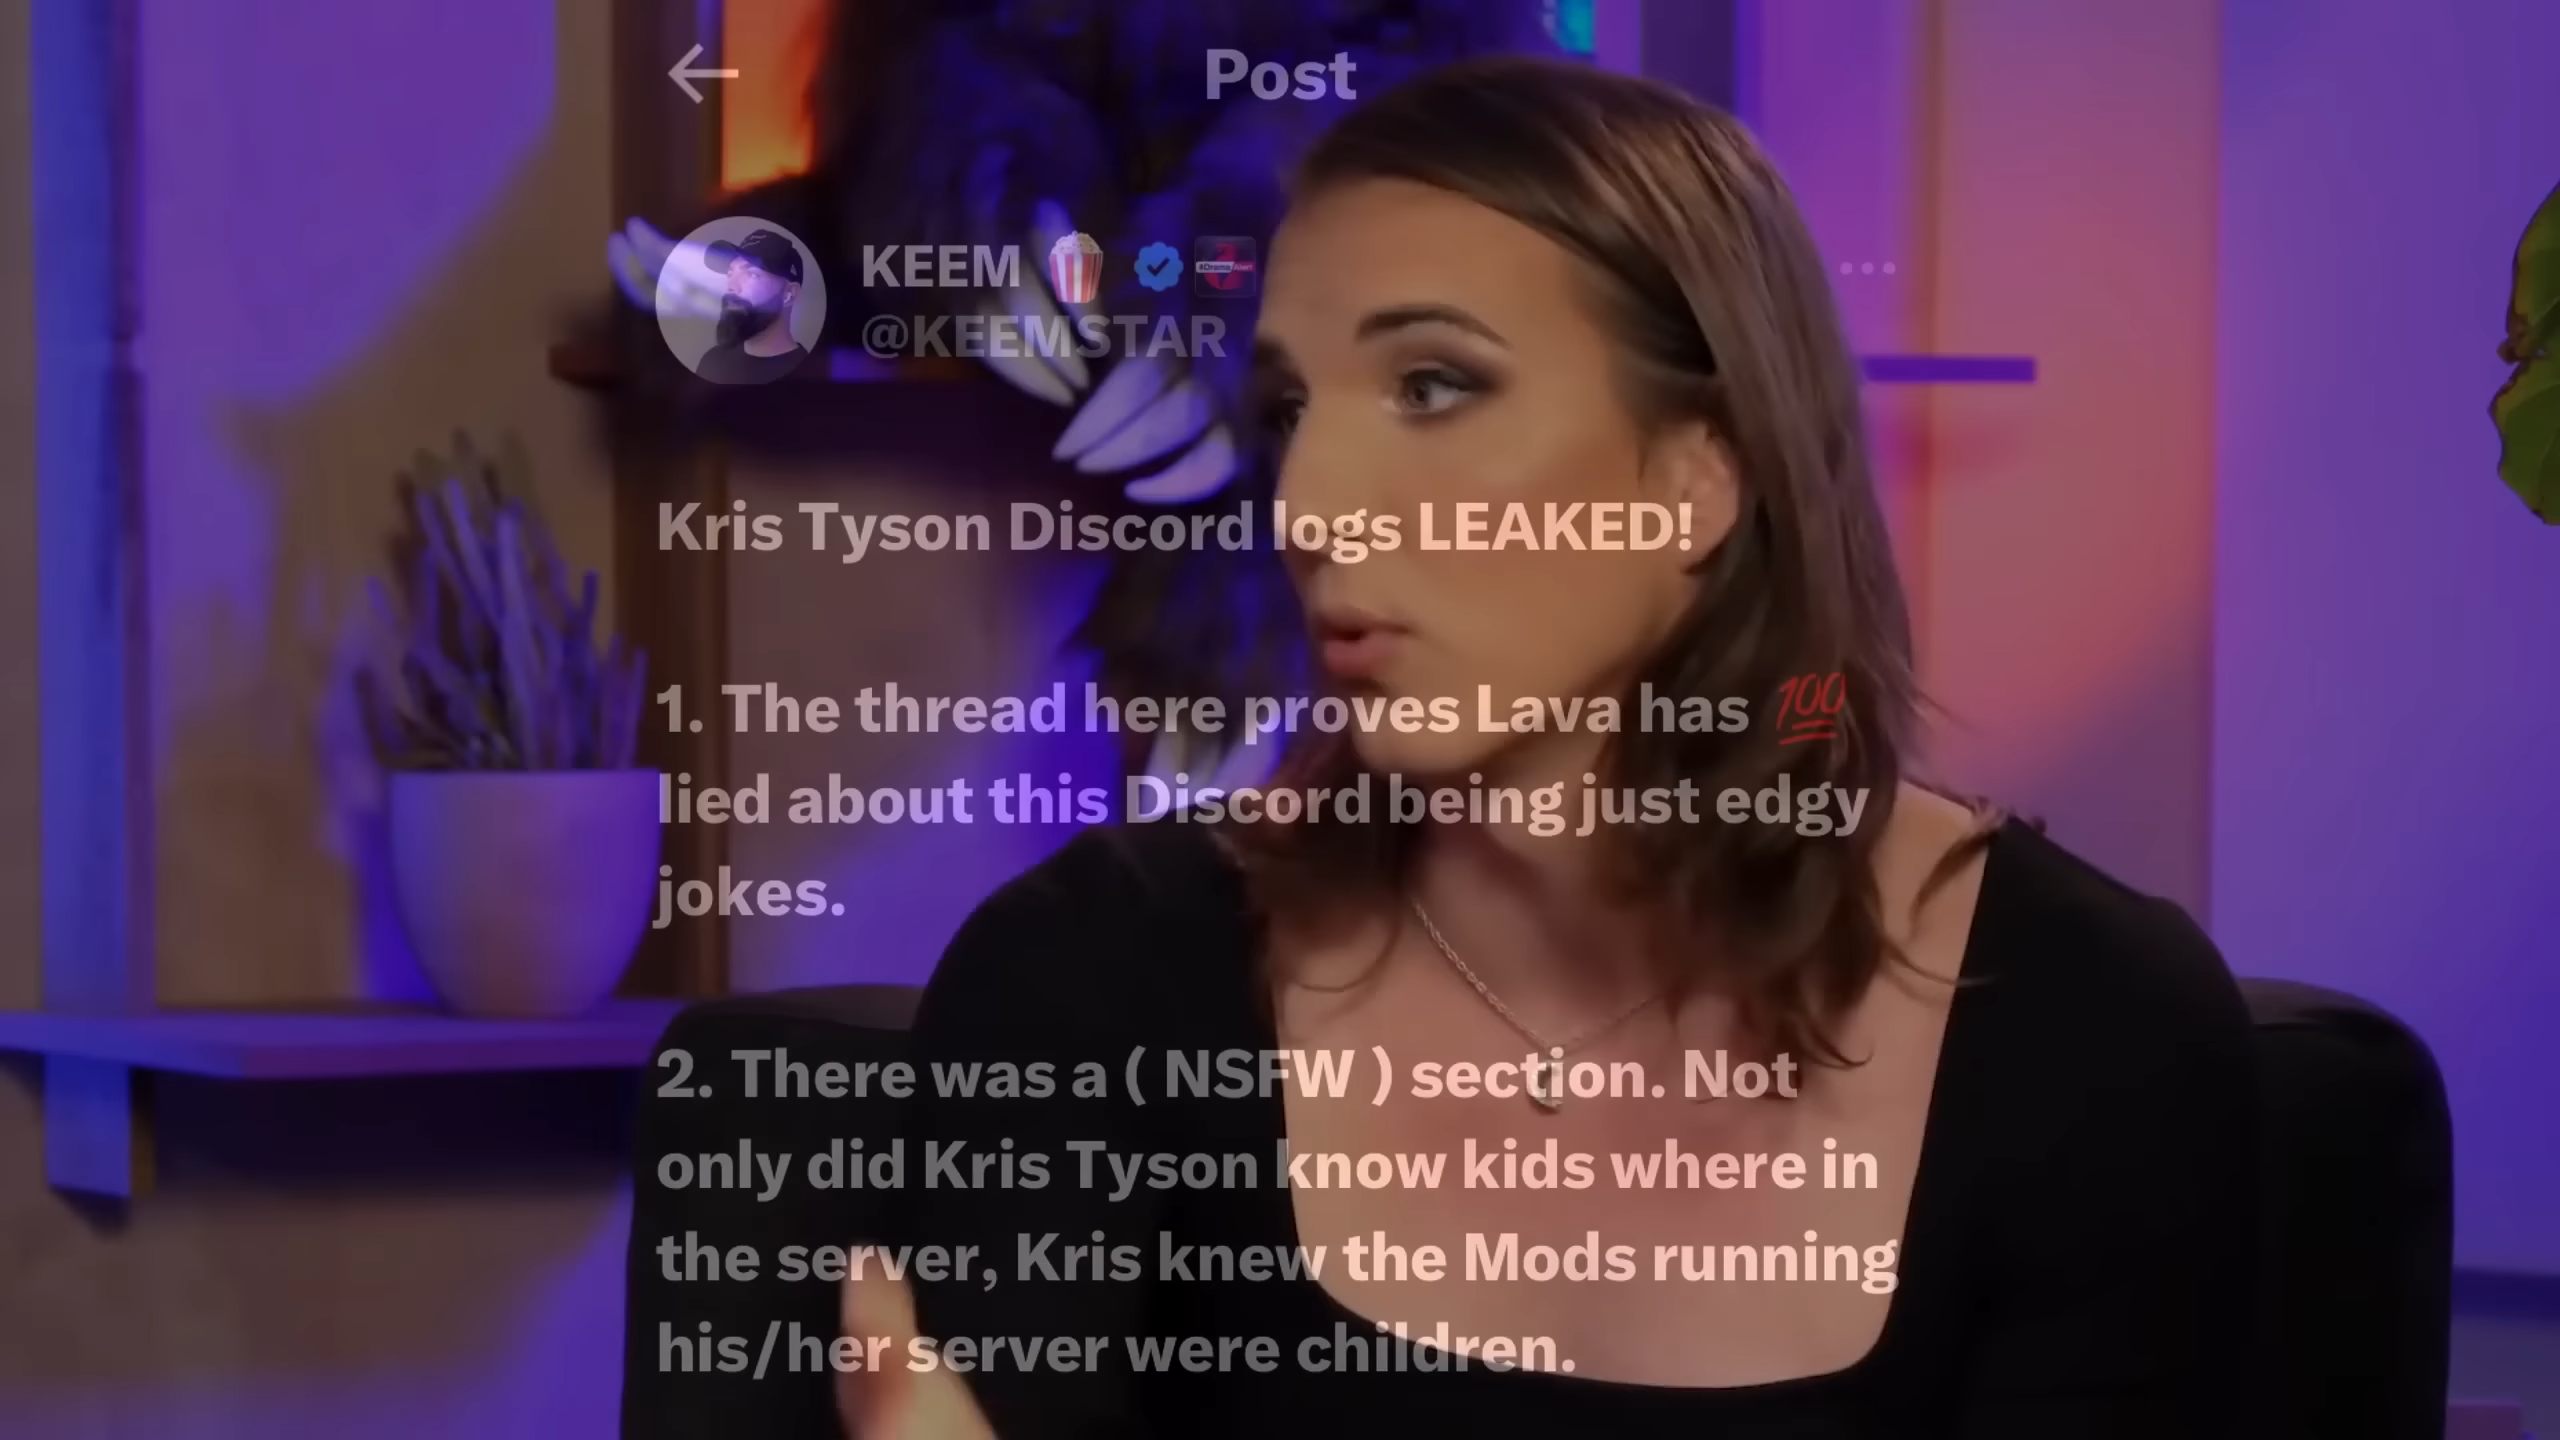 Post
KEEM 🍿
#DramaAlert
@KEEMSTAR
Kris Tyson Discord logs LEAKED!
1. The thread here proves Lava has 💯
lied about this Discord being just edgy
jokes.
2. There was a ( NSFW ) section. Not
only did Kris Tyson know kids where in
the server, Kris knew the Mods running
his/her server were children.